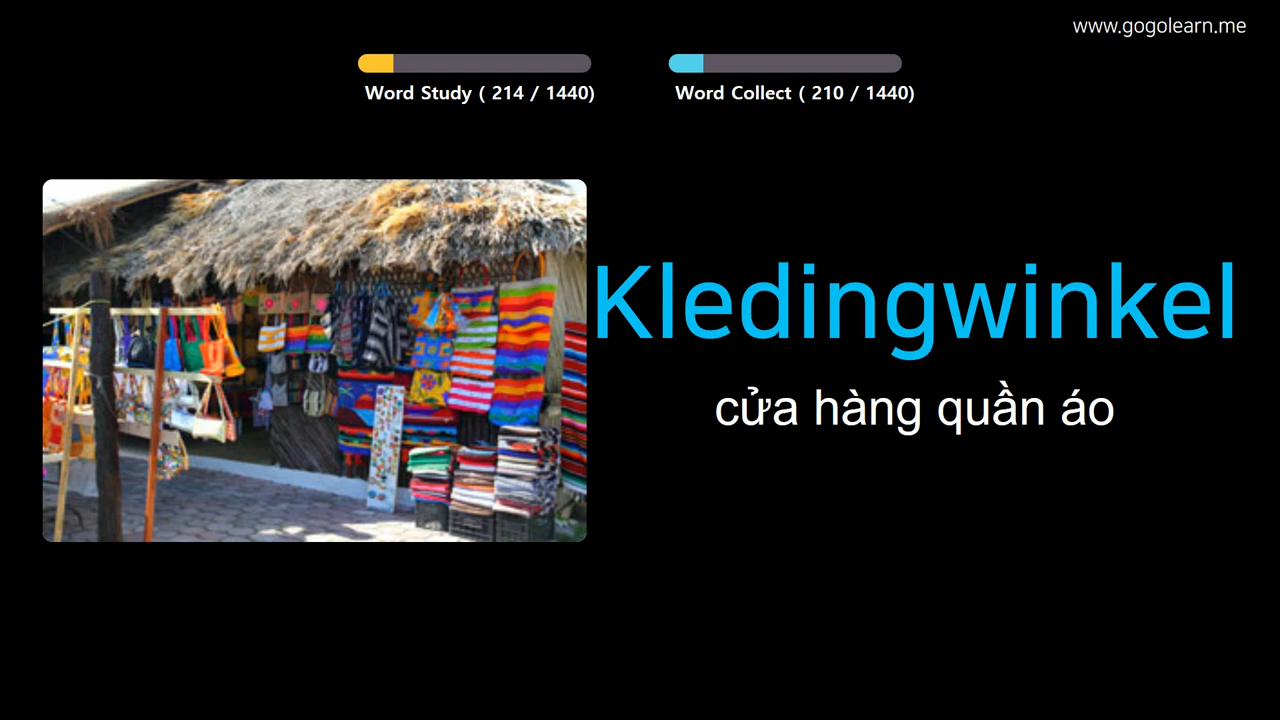 www.gogolearn.me
Word Study ( 214 / 1440)
Word Collect ( 210 / 1440)
Kledingwinkel
cửa hàng quần áo